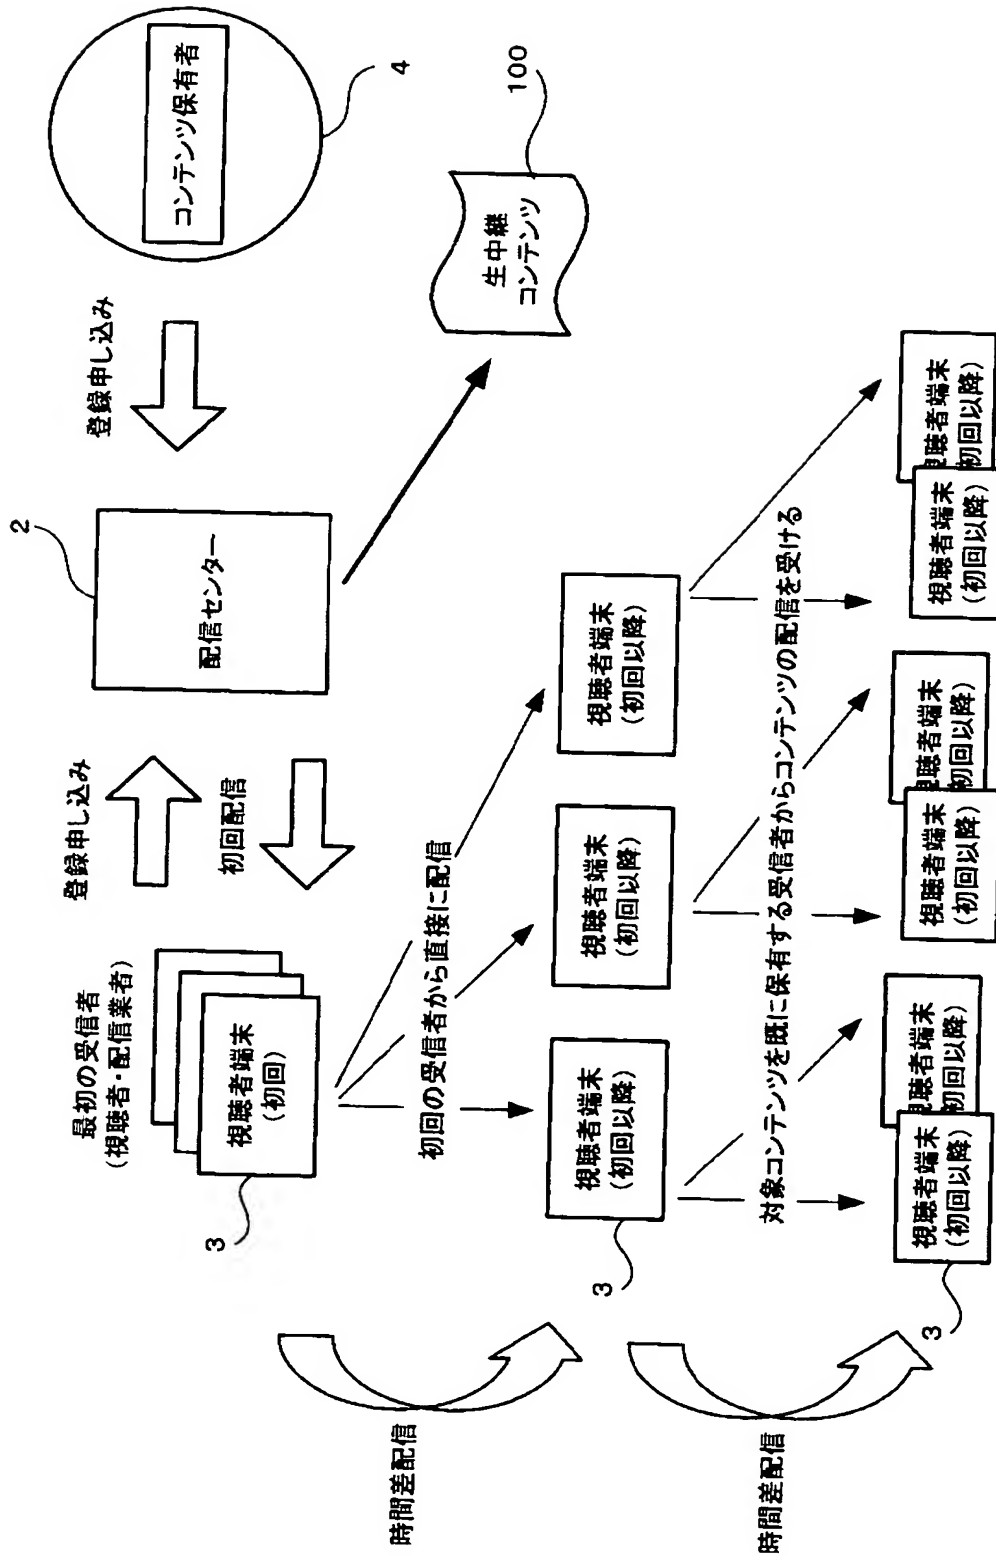 最初の受信者
(視聴者・配信業者)
視聴者端末
(初回)
3
登録申し込み
初回配信
2
配信センター
登録申し込み
コンテンツ保有者
4
生中継
コンテンツ
100
時間差配信
初回の受信者から直接に配信
視聴者端末
(初回以降)
3
視聴者端末
(初回以降)
視聴者端末
(初回以降)
時間差配信
対象コンテンツを既に保有する受信者からコンテンツの配信を受ける
視聴者端末
(初回以降)
3
視聴者端末
初回以降)
視聴者端末
(初回以降)
視聴者端末
初回以降)
視聴者端末
(初回以降)
視聴者端末
初回以降)